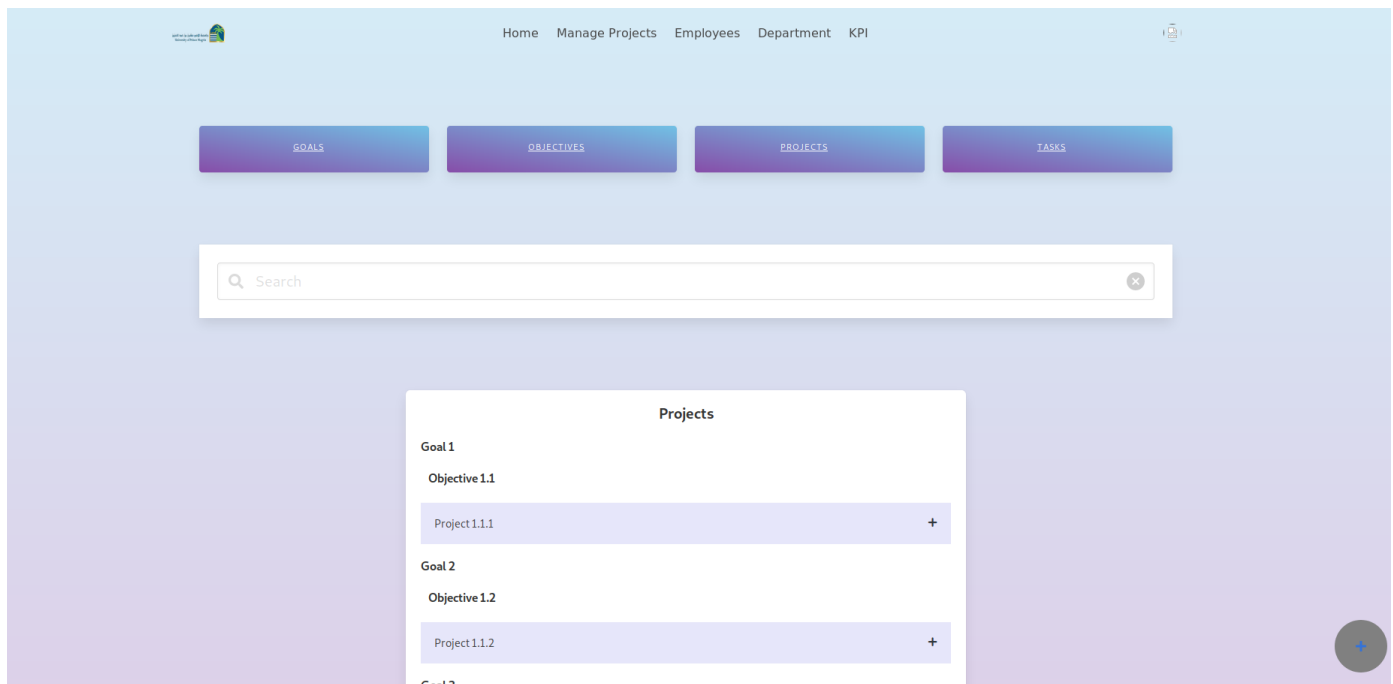 Home Manage Projects Employees Department KPI
GOALS OBJECTIVES PROJECTS TASKS
Search
Projects
Goal 1
Objective 1.1
Project 1.1.1 +
Goal 2
Objective 1.2
Project 1.1.2 +
+